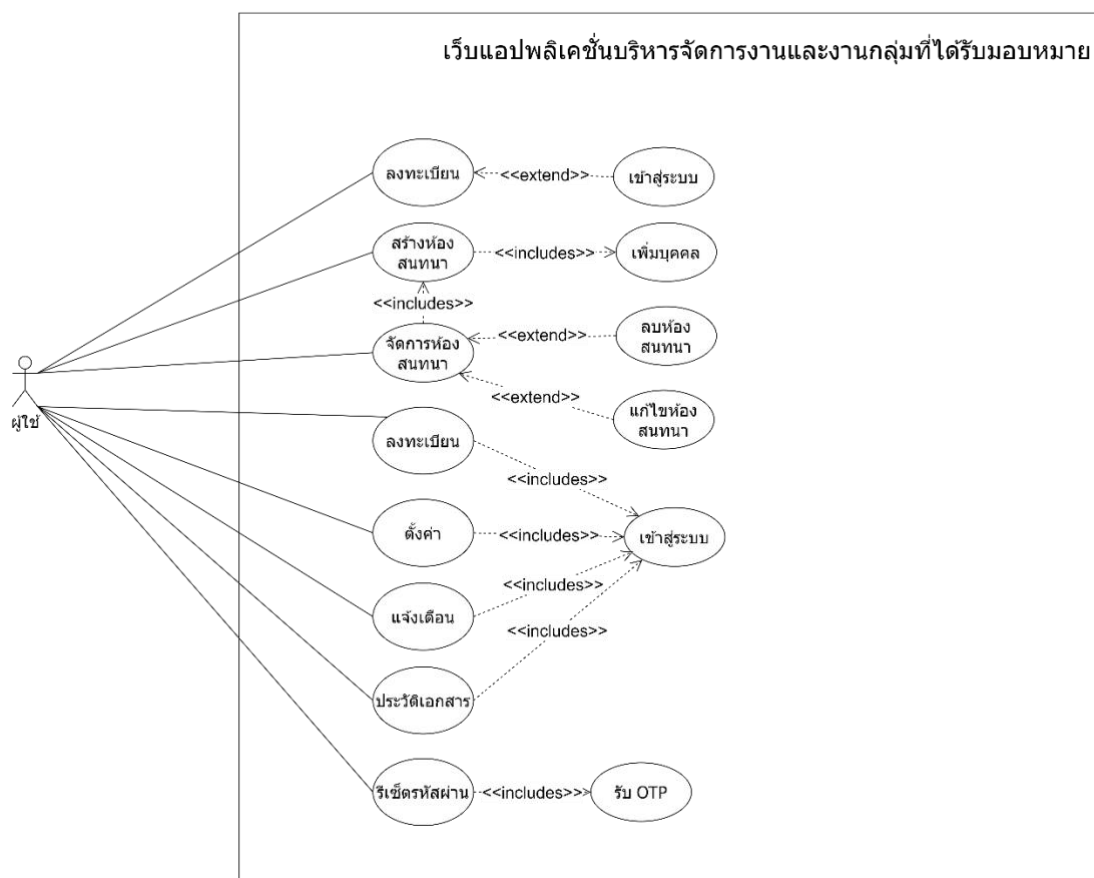 เว็บแอปพลิเคชั่นบริหารจัดการงานและงานกลุ่มที่ได้รับมอบหมาย
ลงทะเบียน
<<extend>>
เข้าสู่ระบบ
สร้างห้อง
สนทนา
<<includes>>
เพิ่มบุคคล
<<includes>>
จัดการห้อง
สนทนา
<<extend>>
ลบห้อง
สนทนา
<<extend>>
แก้ไขห้อง
สนทนา
ผู้ใช้
ลงทะเบียน
<<includes>>
ตั้งค่า
<<includes>>
เข้าสู่ระบบ
แจ้งเตือน
<<includes>>
<<includes>>
ประวัติเอกสาร
รีเซ็ตรหัสผ่าน
<<includes>>
รับ OTP